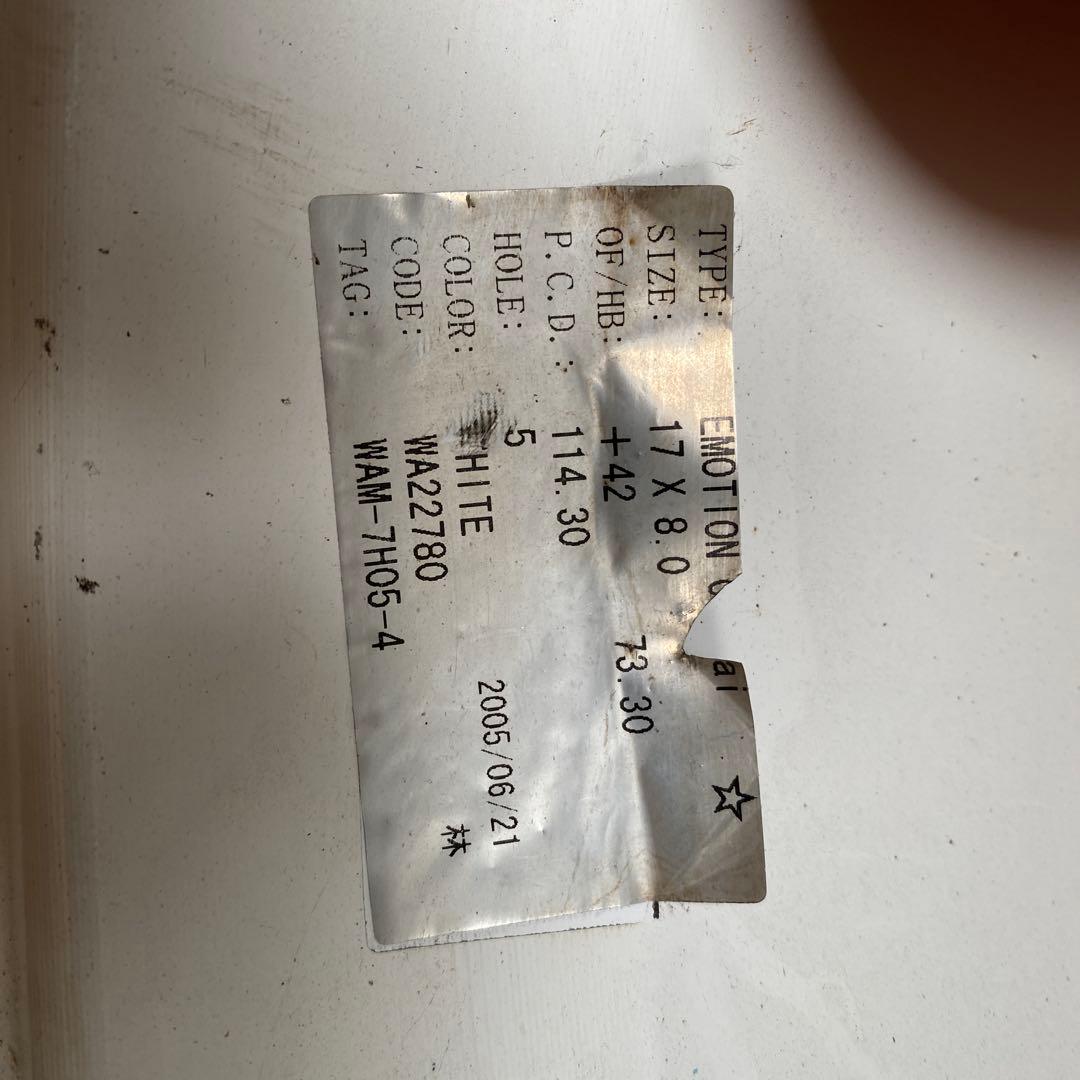 TYPE: EMOTION ai ☆
SIZE: 17 X 8.0
OF/HB: +42 73.30
P.C.D.: 114.30
HOLE: 5
COLOR: HITE 2005/06/21
CODE: WA22780 林
TAG: WAM-7H05-4